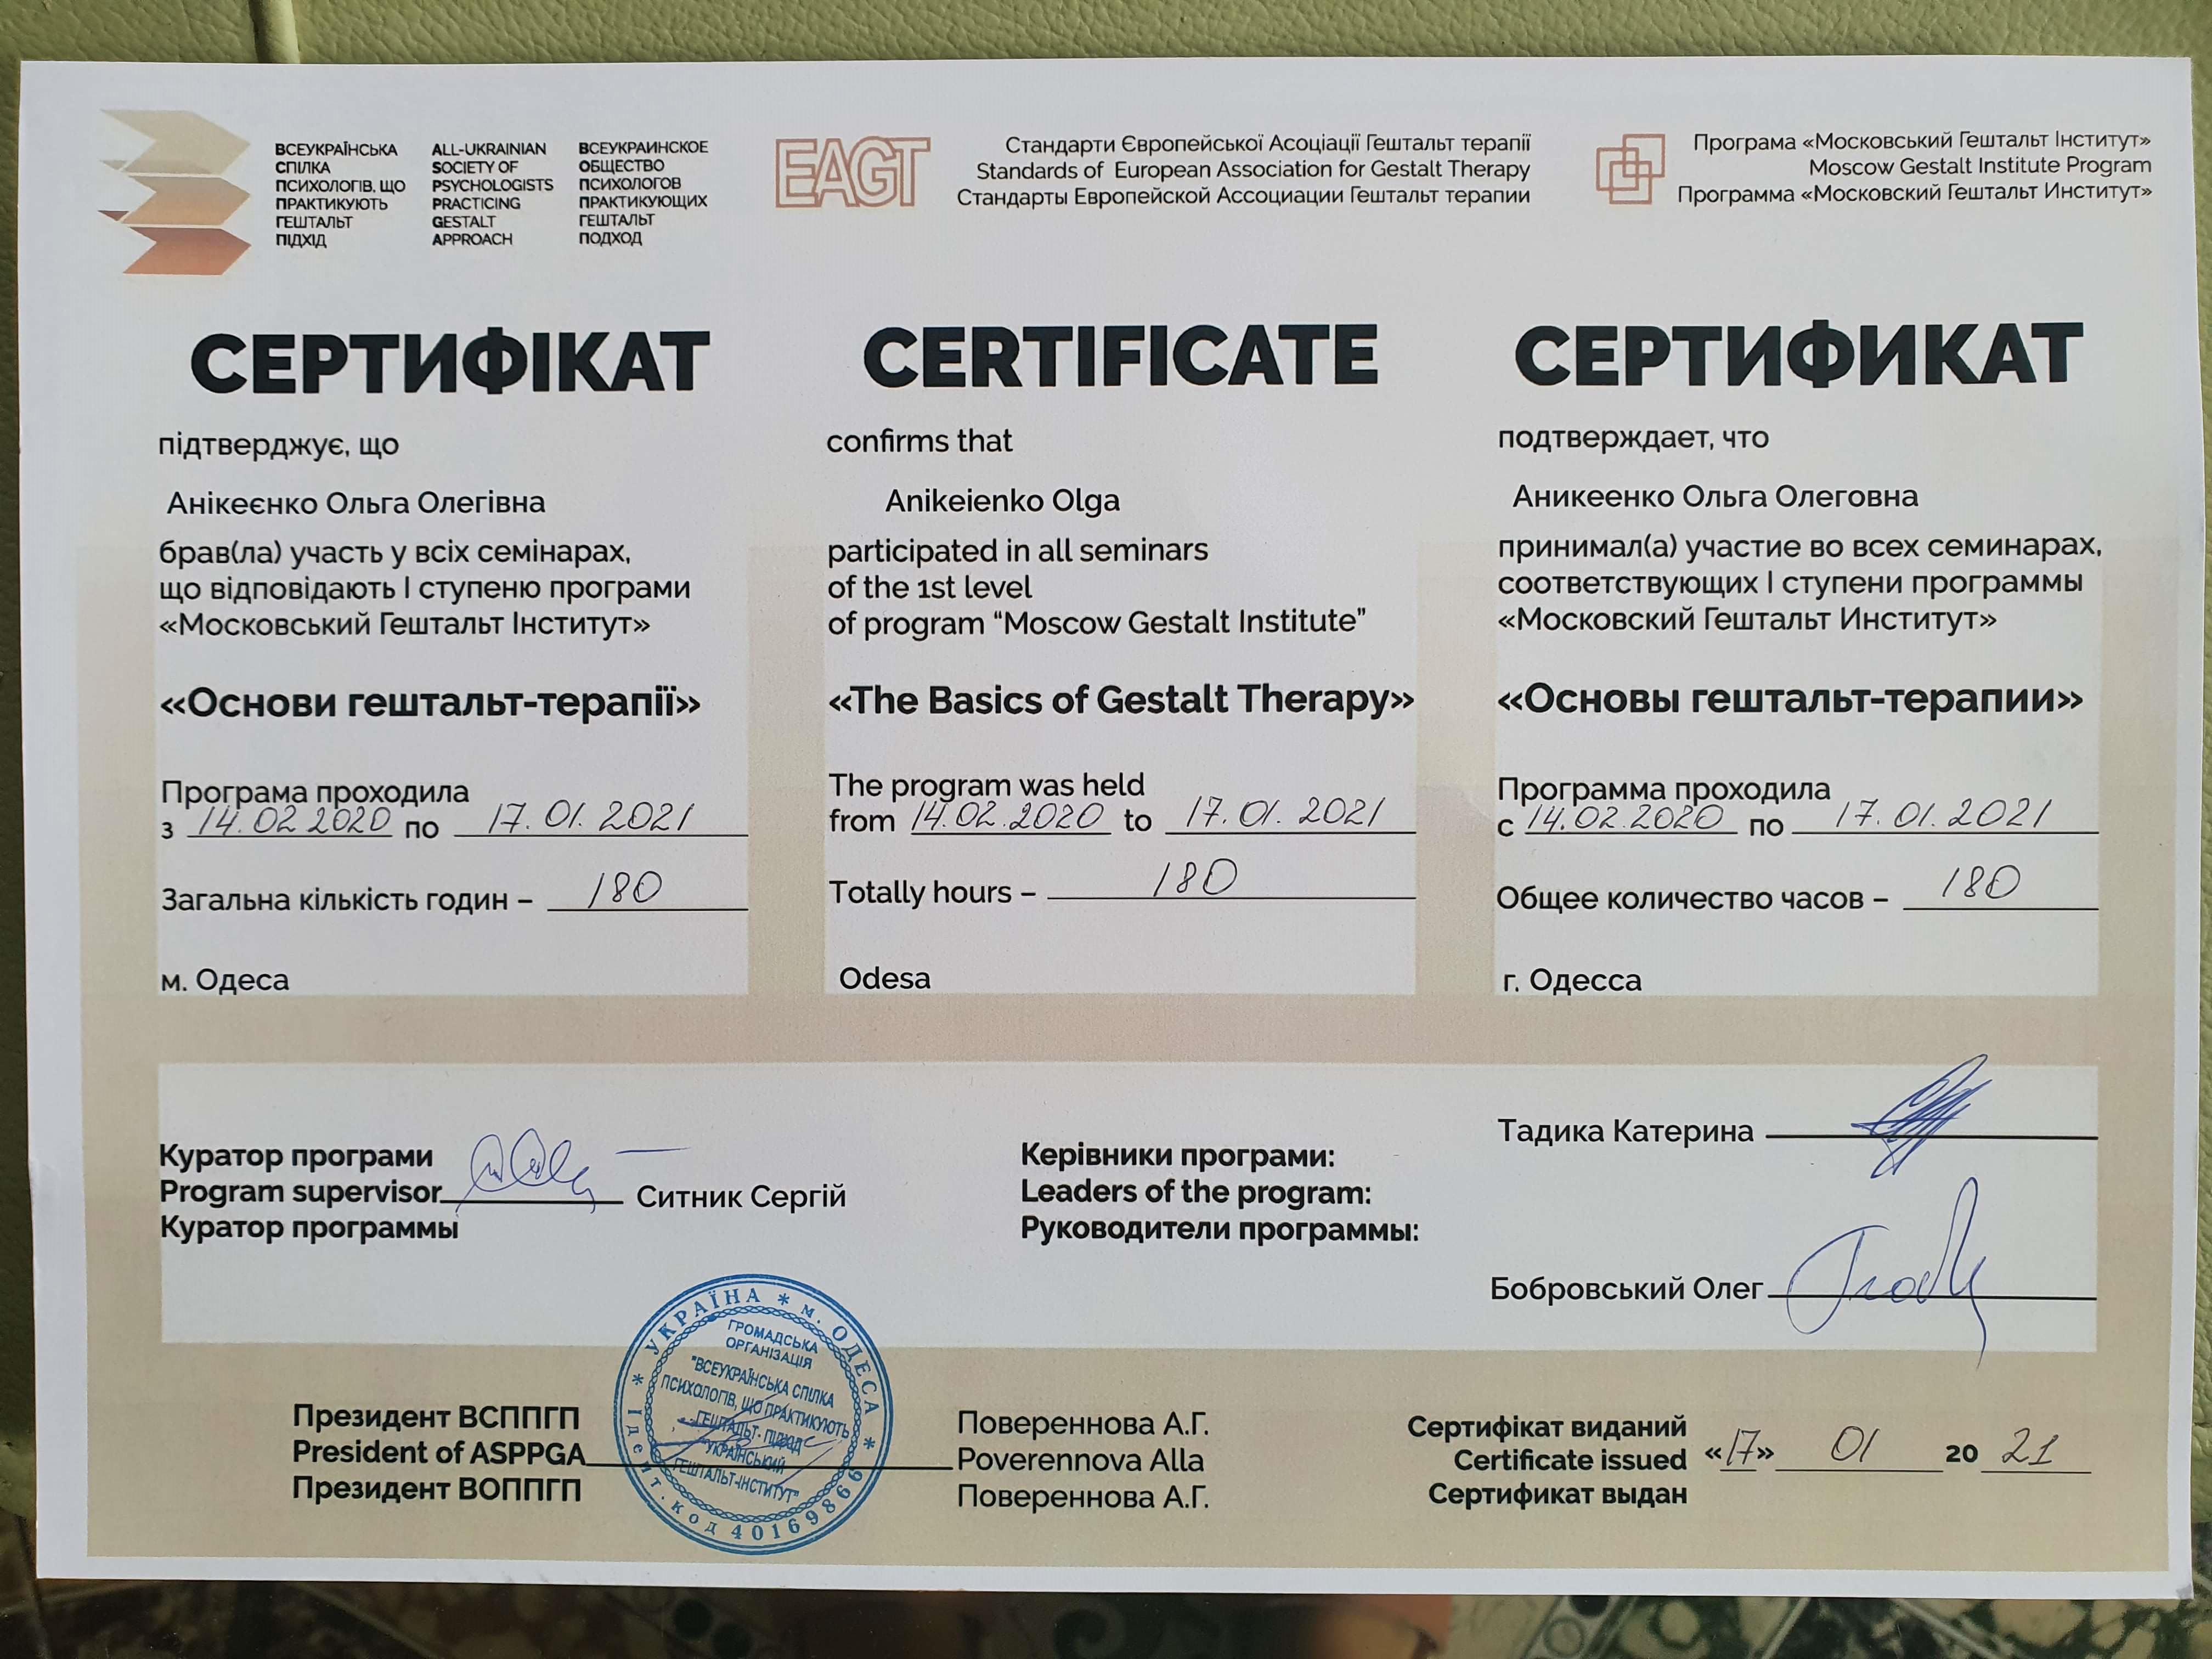 ВСЕУКРАЇНСЬКА
СПІЛКА
ПСИХОЛОГІВ, ЩО
ПРАКТИКУЮТЬ
ГЕШТАЛЬТ
ПІДХІД
ALL-UKRAINIAN
SOCIETY OF
PSYCHOLOGISTS
PRACTICING
GESTALT
APPROACH
ВСЕУКРАИНСКОЕ
ОБЩЕСТВО
ПСИХОЛОГОВ
ПРАКТИКУЮЩИХ
ГЕШТАЛЬТ
ПОДХОД
EAGT
Стандарти Європейської Асоціації Гештальт терапії
Standards of European Association for Gestalt Therapy
Стандарты Европейской Ассоциации Гештальт терапии
Програма «Московський Гештальт Інститут»
Moscow Gestalt Institute Program
Программа «Московский Гештальт Институт»
СЕРТИФІКАТ
підтверджує, що
Анікеєнко Ольга Олегівна
брав(ла) участь у всіх семінарах,
що відповідають I ступеню програми
«Московський Гештальт Інститут»
«Основи гештальт-терапії»
Програма проходила
з 14.02 2020 по 17.01.2021
Загальна кількість годин – 180
м. Одеса
CERTIFICATE
confirms that
Anikeienko Olga
participated in all seminars
of the 1st level
of program “Moscow Gestalt Institute”
«The Basics of Gestalt Therapy»
The program was held
from 14.02.2020 to 17.01.2021
Totally hours – 180
Odesa
СЕРТИФИКАТ
подтверждает, что
Аникеенко Ольга Олеговна
принимал(а) участие во всех семинарах,
соответствующих I ступени программы
«Московский Гештальт Институт»
«Основы гештальт-терапии»
Программа проходила
с 14.02.2020 по 17.01.2021
Общее количество часов – 180
г. Одесса
Куратор програми
Program supervisor Ситник Сергій
Куратор программы
Керівники програми:
Leaders of the program:
Руководители программы:
Тадика Катерина
Бобровський Олег
Президент ВСППГП
President of ASPPGA
Президент ВОППГП
УКРАЇНА * м. ОДЕСА *
Ідент. код 40169866 *
ГРОМАДСЬКА
ОРГАНІЗАЦІЯ
"ВСЕУКРАЇНСЬКА СПІЛКА
ПСИХОЛОГІВ, ЩО ПРАКТИКУЮТЬ
ГЕШТАЛЬТ- ПІДХІД
"УКРАЇНСЬКИЙ
ГЕШТАЛЬТ-ІНСТИТУТ"
Повереннова А.Г.
Poverennova Alla
Повереннова А.Г.
Сертифікат виданий
Certificate issued «17» 01 20 21
Сертификат выдан